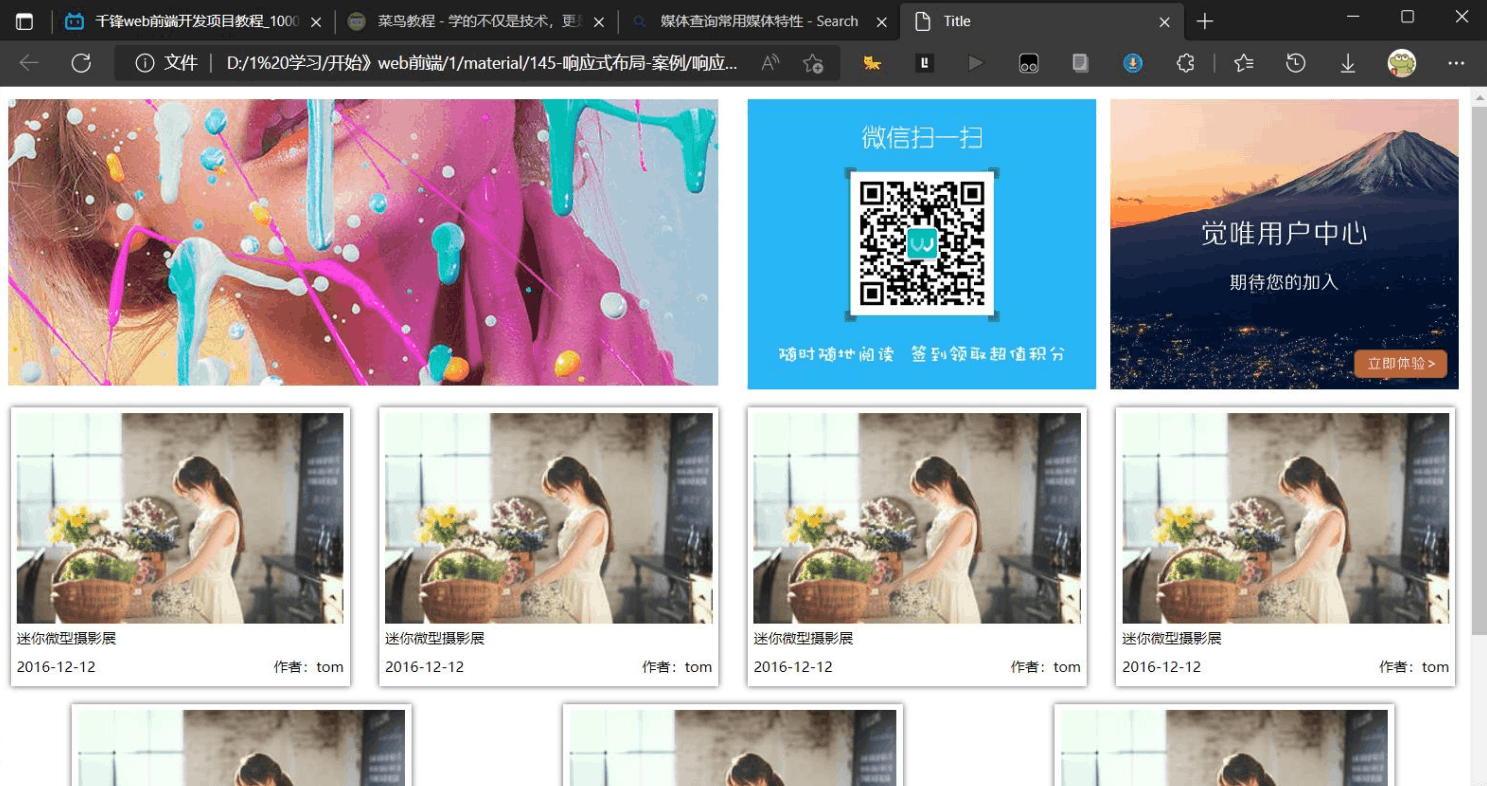 千锋web前端开发项目教程_1000
菜鸟教程 - 学的不仅是技术，更是
媒体查询常用媒体特性 - Search
Title
文件
D:/1%20学习/开始》web前端/1/material/145-响应式布局-案例/响应...
微信扫一扫
随时随地阅读 签到领取超值积分
觉唯用户中心
期待您的加入
立即体验>
迷你微型摄影展
2016-12-12 作者：tom
迷你微型摄影展
2016-12-12 作者：tom
迷你微型摄影展
2016-12-12 作者：tom
迷你微型摄影展
2016-12-12 作者：tom